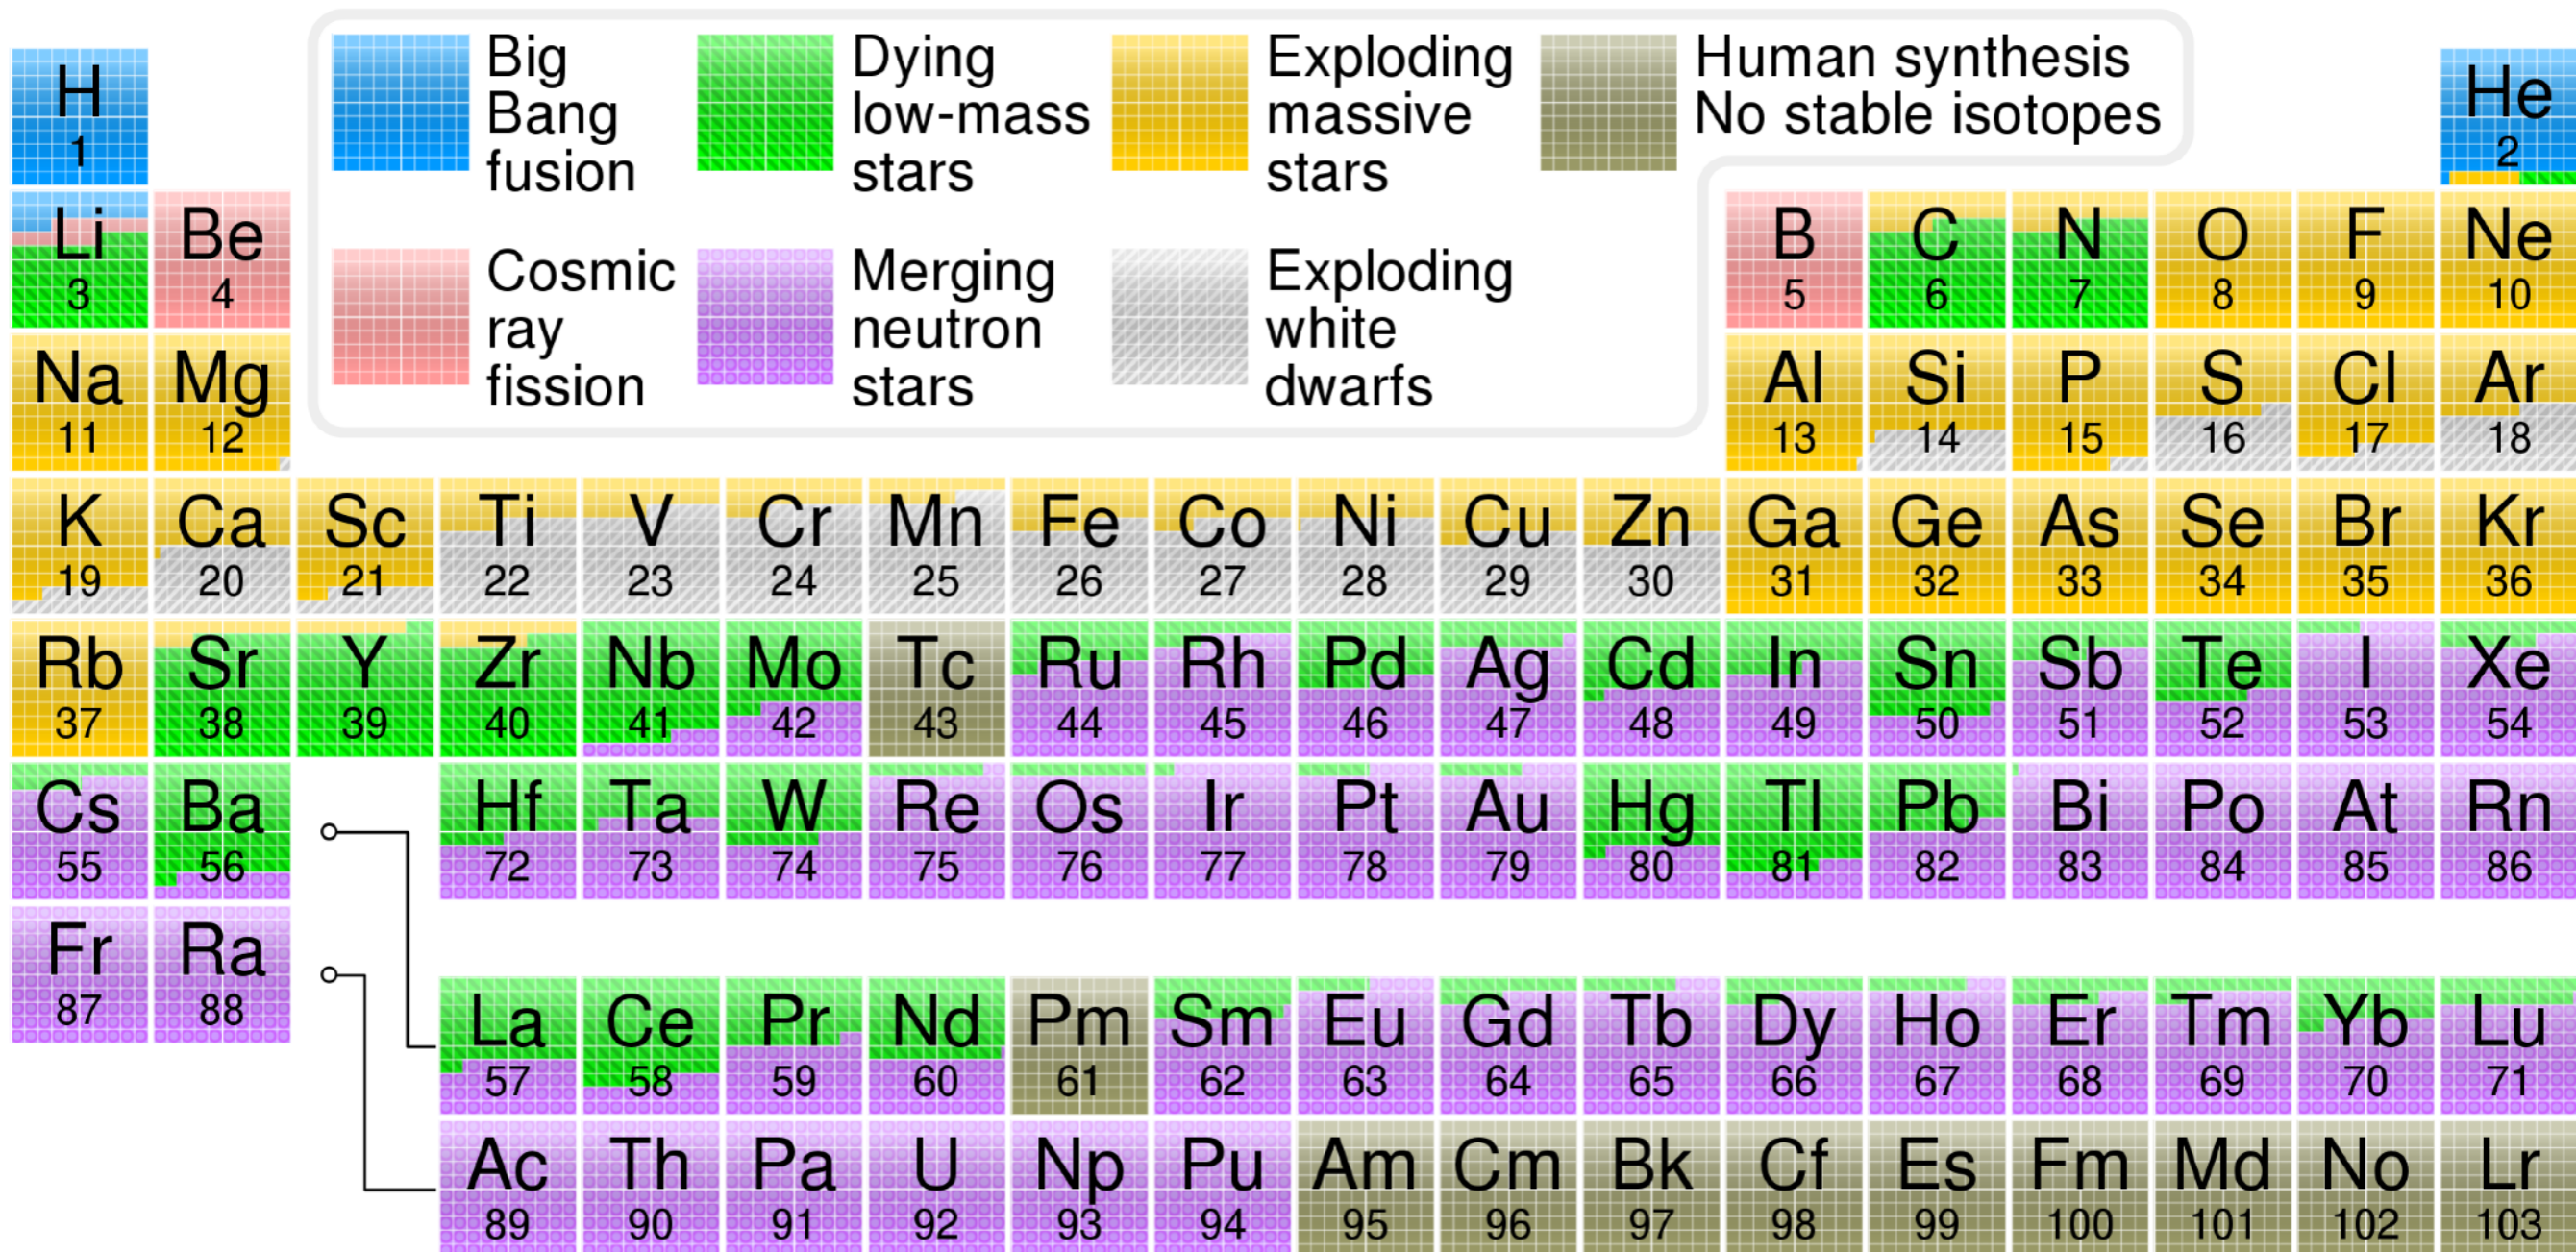 Big
Bang
fusion
Dying
low-mass
stars
Exploding
massive
stars
Human synthesis
No stable isotopes
Cosmic
ray
fission
Merging
neutron
stars
Exploding
white
dwarfs
H He
1 2
Li Be B C N O F Ne
3 4 5 6 7 8 9 10
Na Mg Al Si P S Cl Ar
11 12 13 14 15 16 17 18
K Ca Sc Ti V Cr Mn Fe Co Ni Cu Zn Ga Ge As Se Br Kr
19 20 21 22 23 24 25 26 27 28 29 30 31 32 33 34 35 36
Rb Sr Y Zr Nb Mo Tc Ru Rh Pd Ag Cd In Sn Sb Te I Xe
37 38 39 40 41 42 43 44 45 46 47 48 49 50 51 52 53 54
Cs Ba Hf Ta W Re Os Ir Pt Au Hg Tl Pb Bi Po At Rn
55 56 72 73 74 75 76 77 78 79 80 81 82 83 84 85 86
Fr Ra
87 88
La Ce Pr Nd Pm Sm Eu Gd Tb Dy Ho Er Tm Yb Lu
57 58 59 60 61 62 63 64 65 66 67 68 69 70 71
Ac Th Pa U Np Pu Am Cm Bk Cf Es Fm Md No Lr
89 90 91 92 93 94 95 96 97 98 99 100 101 102 103